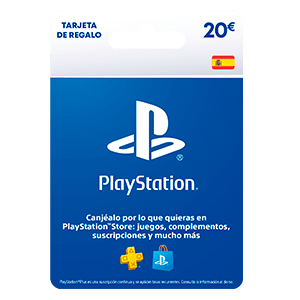 TARJETA 20€
DE REGALO
PlayStation®
Canjéalo por lo que quieras en
PlayStation™Store: juegos, complementos,
suscripciones y mucho más